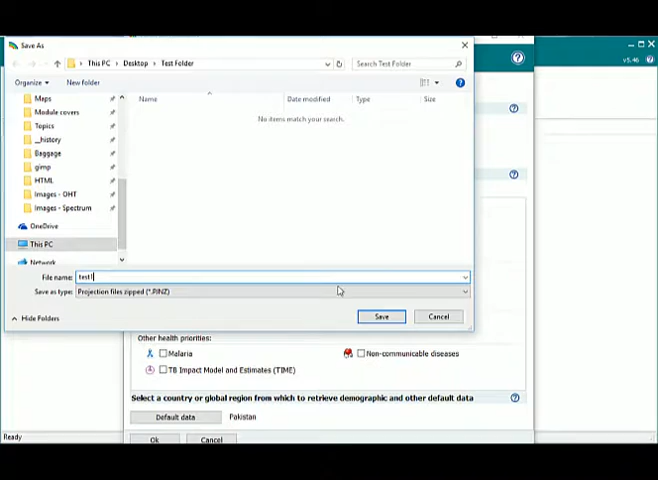 Save As
This PC > Desktop > Test Folder
Search Test Folder
v5.46
Organize
New folder
Name
Date modified
Type
Size
No items match your search.
Maps
Module covers
Topics
__history
Baggage
gimp
HTML
Images - OHT
Images - Spectrum
OneDrive
This PC
Network
File name: test1
Save as type: Projection files zipped (*.PJNZ)
Hide Folders
Save
Cancel
Other health priorities:
Malaria
Non-communicable diseases
TB Impact Model and Estimates (TIME)
Select a country or global region from which to retrieve demographic and other default data
Default data
Pakistan
Ready
Ok
Cancel